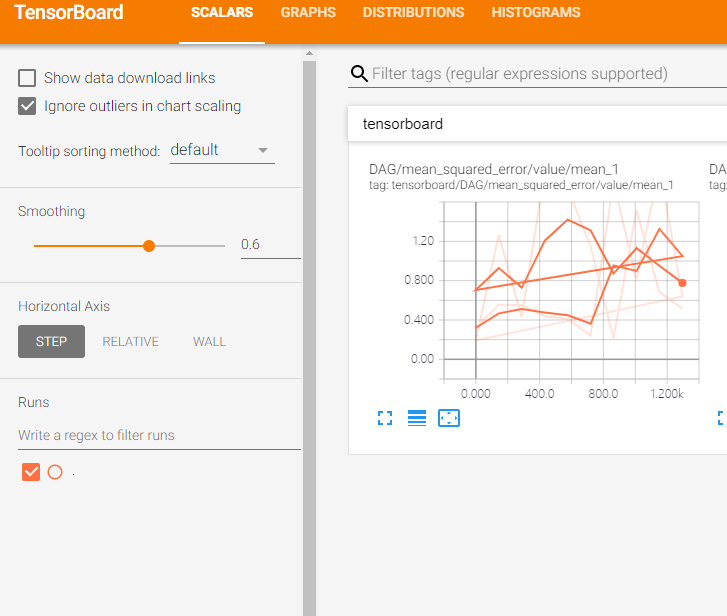 TensorBoard SCALARS GRAPHS DISTRIBUTIONS HISTOGRAMS
Show data download links
Ignore outliers in chart scaling
Tooltip sorting method: default
Smoothing
0.6
Horizontal Axis
STEP RELATIVE WALL
Runs
Write a regex to filter runs
.
Filter tags (regular expressions supported)
tensorboard
DAG/mean_squared_error/value/mean_1
tag: tensorboard/DAG/mean_squared_error/value/mean_1
1.20
0.800
0.400
0.00
0.000 400.0 800.0 1.200k
DA
tag: